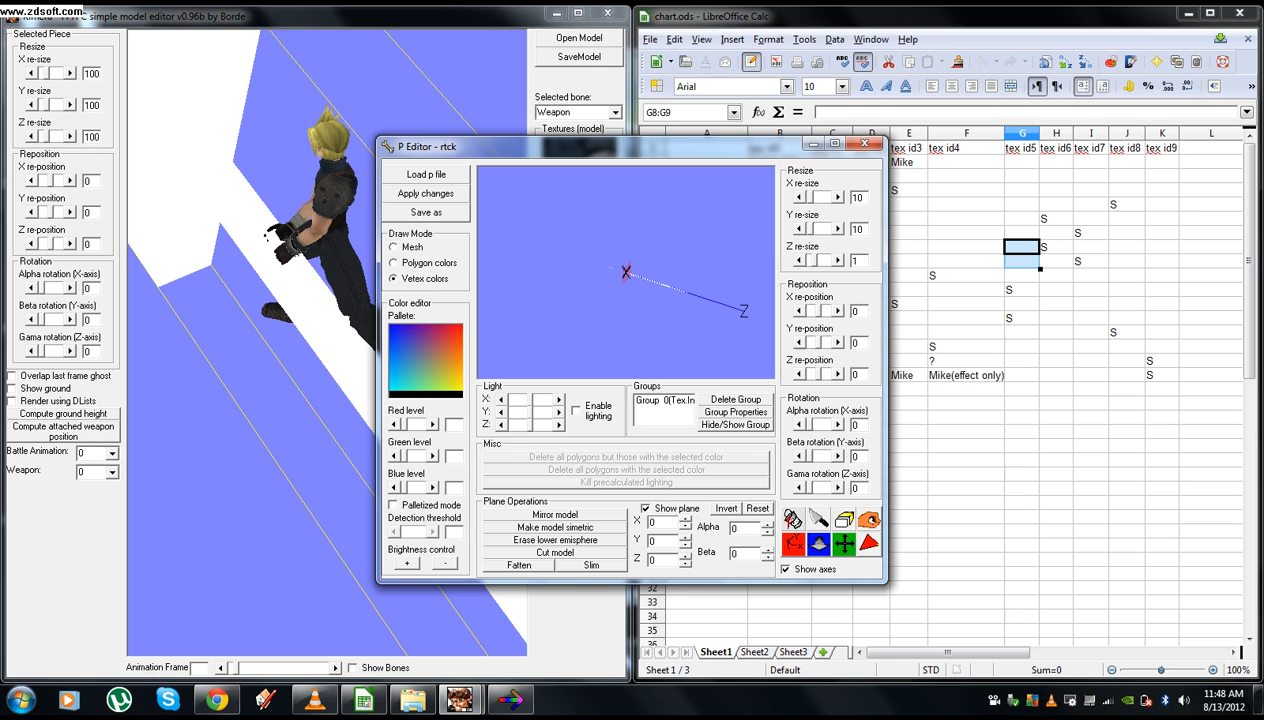 www.zdsoft.com
PC simple model editor v0.96b by Borde
Selected Piece
Resize
X re-size
100
Y re-size
100
Z re-size
100
Reposition
X re-position
0
Y re-position
0
Z re-position
0
Rotation
Alpha rotation (X-axis)
0
Beta rotation (Y-axis)
0
Gama rotation (Z-axis)
0
Overlap last frame ghost
Show ground
Render using DLists
Compute ground height
Compute attached weapon
position
Battle Animation: 0
Weapon: 0
Open Model
SaveModel
Selected bone:
Weapon
Textures (model)
Animation Frame
Show Bones
P Editor - rtck
Load p file
Apply changes
Save as
Draw Mode
Mesh
Polygon colors
Vetex colors
Color editor
Pallete:
Red level
Green level
Blue level
Palletized mode
Detection threshold
Brightness control
+ -
X
Z
Light
X:
Y:
Z:
Enable
lighting
Groups
Group 0(Tex.In
Delete Group
Group Properties
Hide/Show Group
Misc
Delete all polygons but those with the selected color
Delete all polygons with the selected color
Kill precalculated lighting
Plane Operations
Mirror model
Make model simetric
Erase lower emisphere
Cut model
Fatten Slim
Show plane Invert Reset
X 0 Alpha 0
Y 0
Z 0 Beta 0
Resize
X re-size
10
Y re-size
10
Z re-size
1
Reposition
X re-position
0
Y re-position
0
Z re-position
0
Rotation
Alpha rotation (X-axis)
0
Beta rotation (Y-axis)
0
Gama rotation (Z-axis)
0
Show axes
chart.ods - LibreOffice Calc
File Edit View Insert Format Tools Data Window Help
Arial 10
G8:G9
A B C D E F G H I J K L
tex id3 tex id4 tex id5 tex id6 tex id7 tex id8 tex id9
Mike
S
S
S
S
S
S
S
S
S
S
S
S
? S
Mike Mike(effect only) S
32
33
34
35
36
Sheet1 Sheet2 Sheet3
Sheet 1 / 3 Default STD Sum=0 100%
11:48 AM
8/13/2012